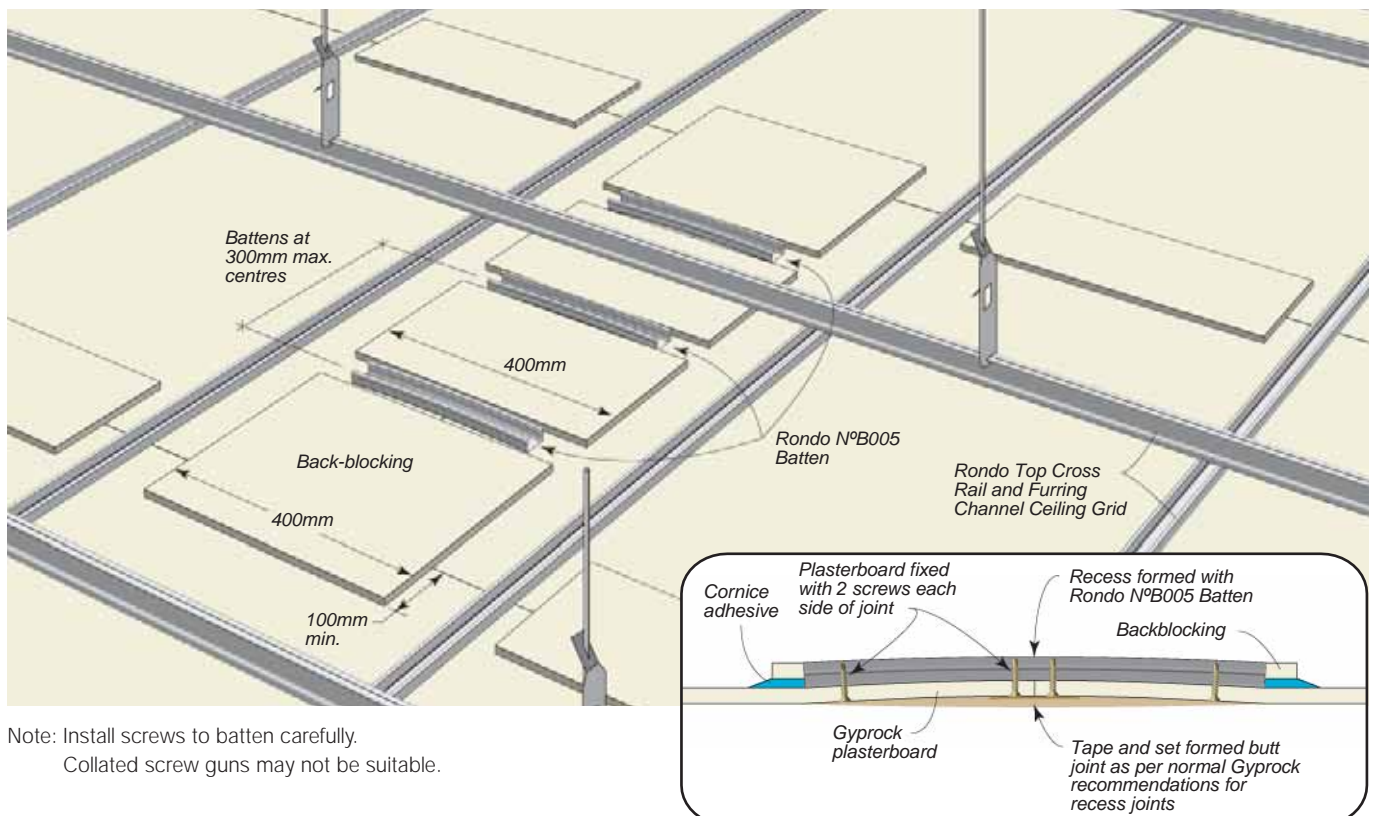 Battens at
300mm max.
centres
400mm
Back-blocking
400mm
100mm
min.
Rondo NºB005
Batten
Rondo Top Cross
Rail and Furring
Channel Ceiling Grid
Cornice
adhesive
Plasterboard fixed
with 2 screws each
side of joint
Recess formed with
Rondo NºB005 Batten
Backblocking
Gyprock
plasterboard
Tape and set formed butt
joint as per normal Gyprock
recommendations for
recess joints
Note: Install screws to batten carefully.
Collated screw guns may not be suitable.